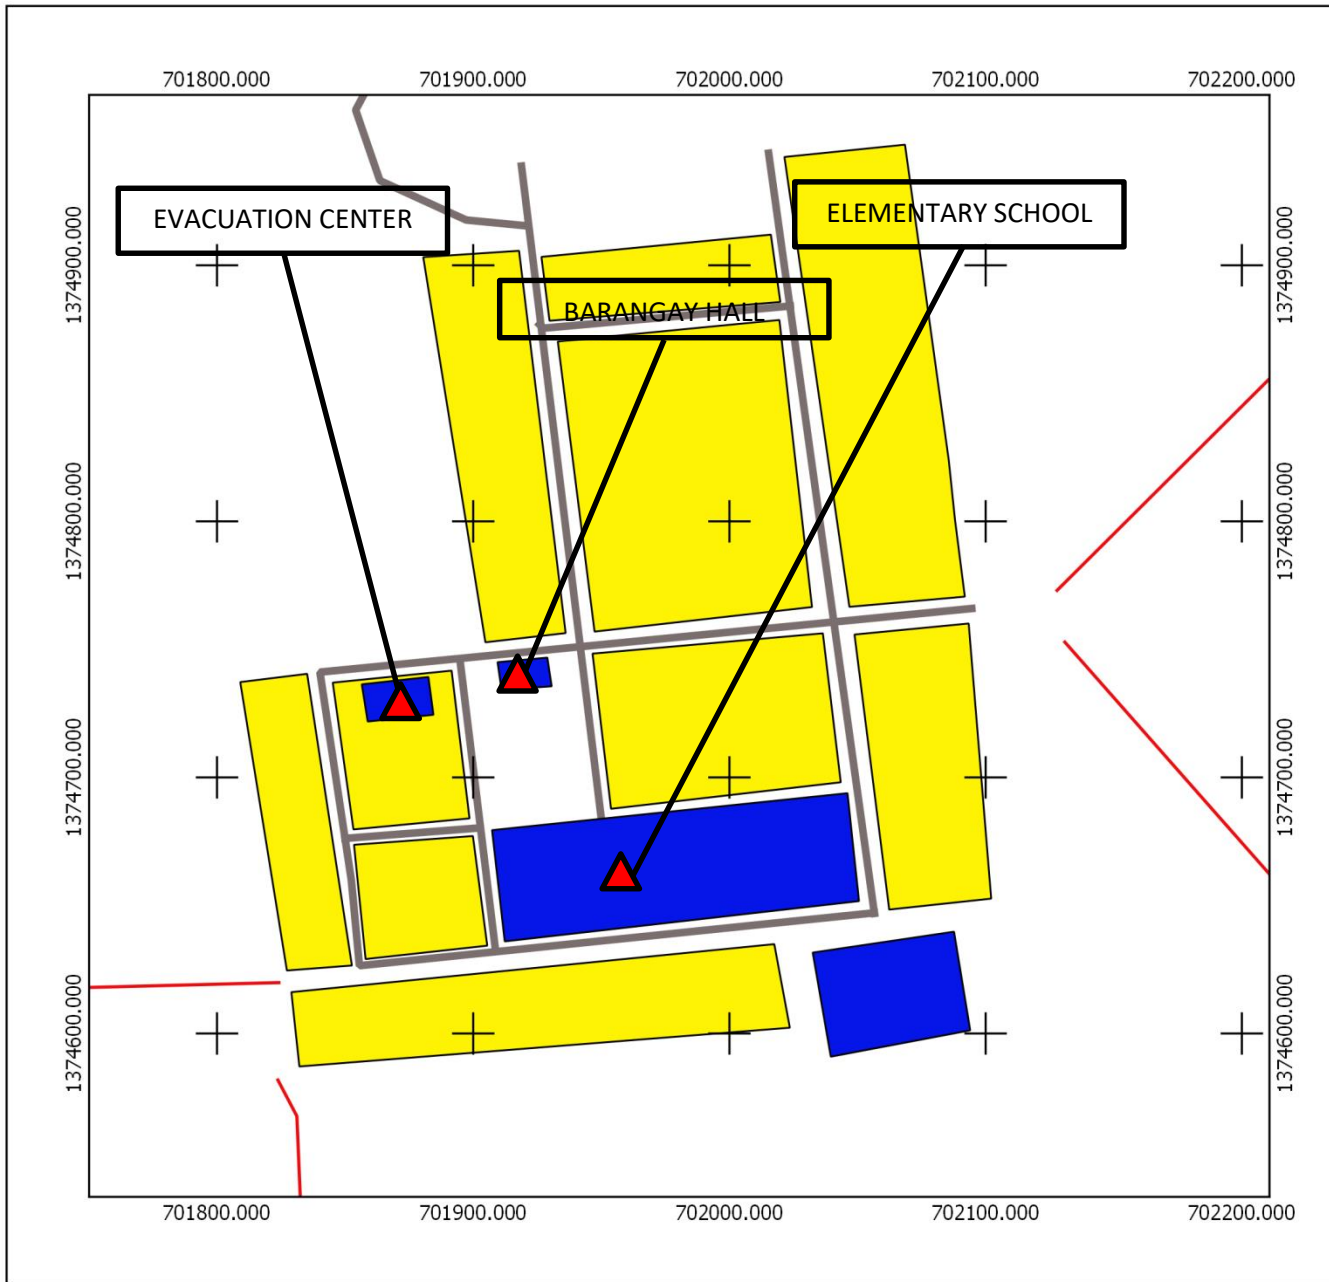 701800.000 701900.000 702000.000 702100.000 702200.000
EVACUATION CENTER
ELEMENTARY SCHOOL
1374900.000 1374900.000
BARANGAY HALL
1374800.000 1374800.000
1374700.000 1374700.000
1374600.000 1374600.000
701800.000 701900.000 702000.000 702100.000 702200.000